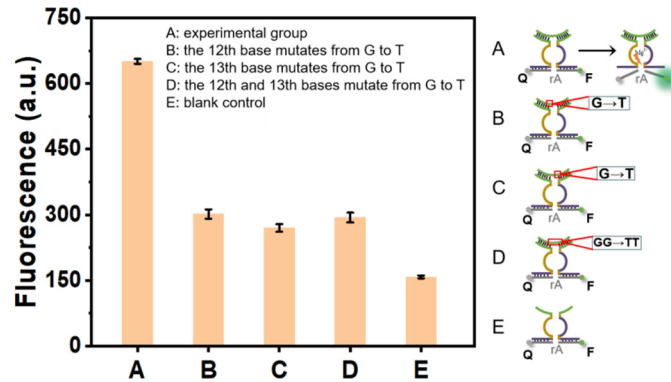 750
600
450
300
150
0
Fluorescence (a.u.)
A: experimental group
B: the 12th base mutates from G to T
C: the 13th base mutates from G to T
D: the 12th and 13th bases mutate from G to T
E: blank control
A B C D E
A
Q rA F rA
B
G→T
Q rA F
C
G→T
Q rA F
D
GG→TT
Q rA F
E
Q rA F